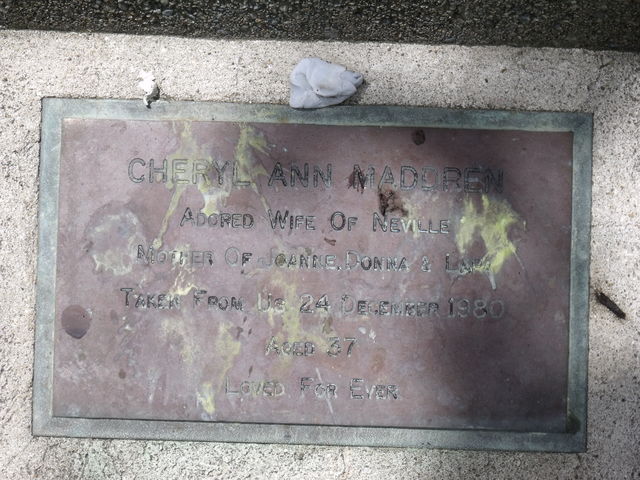 CHERYL ANN MADDREN
ADORED WIFE OF NEVILLE
MOTHER OF JOANNE, DONNA & LARA
TAKEN FROM US 24 DECEMBER 1980
AGED 37
LOVED FOR EVER